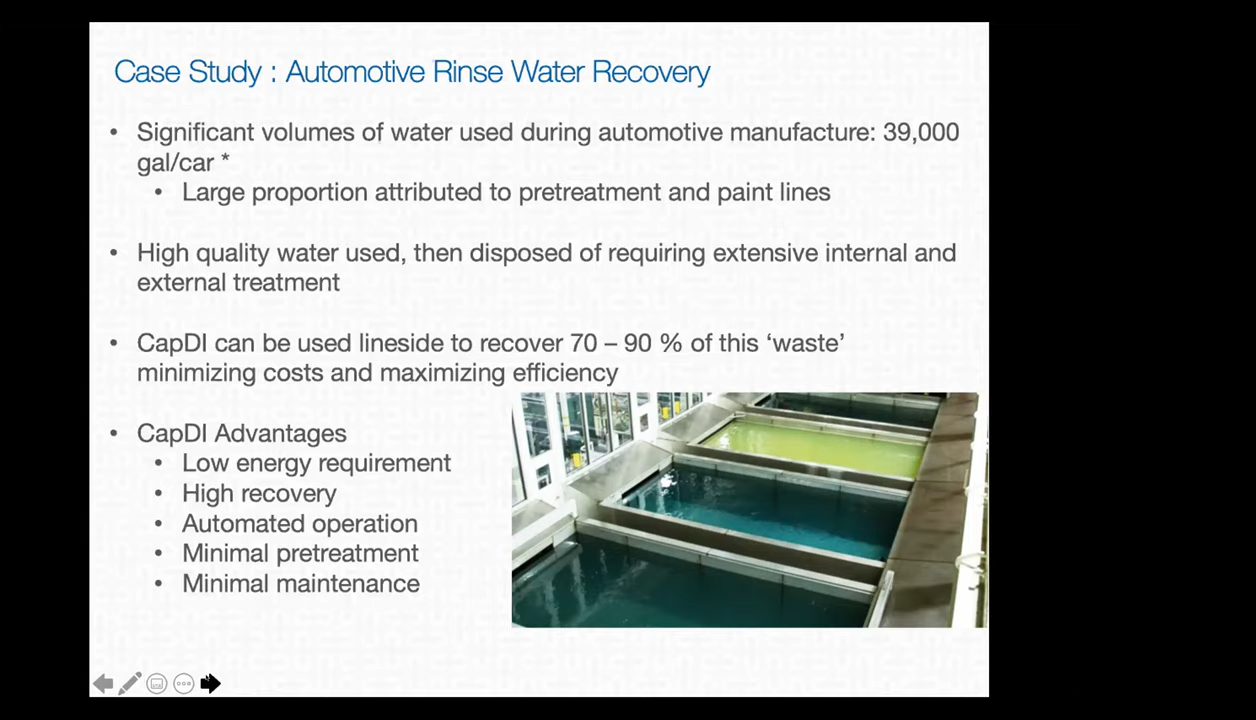 Case Study : Automotive Rinse Water Recovery
• Significant volumes of water used during automotive manufacture: 39,000
gal/car *
• Large proportion attributed to pretreatment and paint lines
• High quality water used, then disposed of requiring extensive internal and
external treatment
• CapDI can be used lineside to recover 70 – 90 % of this ‘waste’
minimizing costs and maximizing efficiency
• CapDI Advantages
• Low energy requirement
• High recovery
• Automated operation
• Minimal pretreatment
• Minimal maintenance